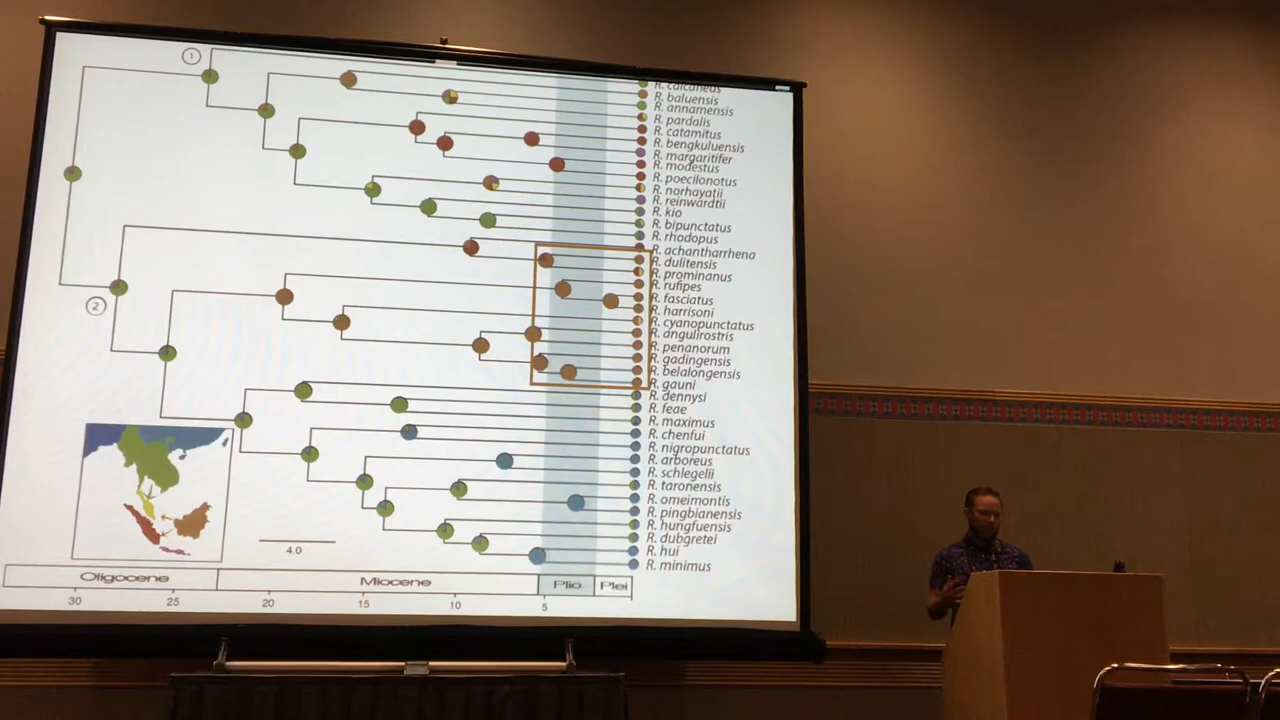 1
R. calcaneus
R. baluensis
R. annamensis
R. pardalis
R. catamitus
R. bengkuluensis
R. margaritifer
R. modestus
R. poecilonotus
R. norhayatii
R. reinwardtii
R. kio
R. bipunctatus
R. rhodopus
R. achantharrhena
R. dulitensis
R. prominanus
R. rufipes
R. fasciatus
R. harrisoni
2
R. cyanopunctatus
R. angulirostris
R. penanorum
R. gadingensis
R. belalongensis
R. gauni
R. dennysi
R. feae
R. maximus
R. chenfui
R. nigropunctatus
R. arboreus
R. schlegelii
R. taronensis
R. omeimontis
R. pingbianensis
R. hungfuensis
R. dubgretei
R. hui
R. minimus
4.0
Oligocene Miocene Plio Plei
30 25 20 15 10 5